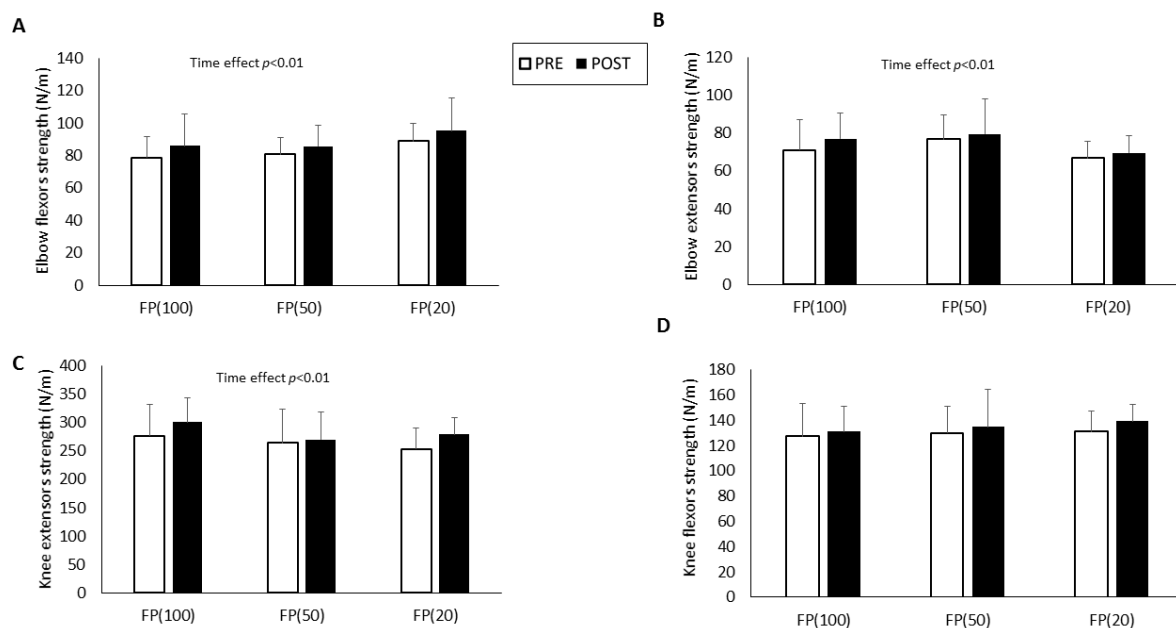 A
Time effect p<0.01
Elbow flexors strength (N/m)
140
120
100
80
60
40
20
0
FP(100) FP(50) FP(20)
PRE POST
B
Time effect p<0.01
Elbow extensors strength (N/m)
120
100
80
60
40
20
0
FP(100) FP(50) FP(20)
C
Time effect p<0.01
Knee extensors strength (N/m)
400
350
300
250
200
150
100
50
0
FP(100) FP(50) FP(20)
D
Knee flexors strength (N/m)
180
160
140
120
100
80
60
40
20
0
FP(100) FP(50) FP(20)